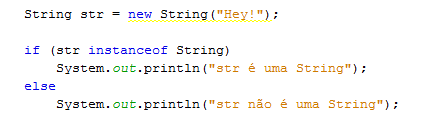 String str = new String("Hey!");
if (str instanceof String)
System.out.println("str é uma String");
else
System.out.println("str não é uma String");